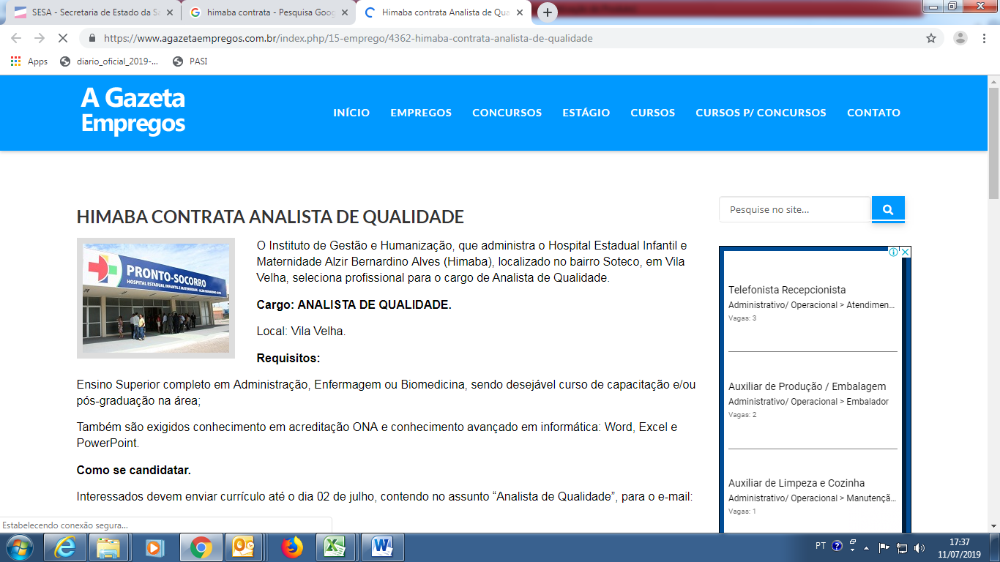 SESA - Secretaria de Estado da Sa
himaba contrata - Pesquisa Goog
Himaba contrata Analista de Qua
https://www.agazetaempregos.com.br/index.php/15-emprego/4362-himaba-contrata-analista-de-qualidade
Apps
diario_oficial_2019-...
PASI
A Gazeta
Empregos
INÍCIO
EMPREGOS
CONCURSOS
ESTÁGIO
CURSOS
CURSOS P/ CONCURSOS
CONTATO
HIMABA CONTRATA ANALISTA DE QUALIDADE
PRONTO-SOCORRO
HOSPITAL ESTADUAL INFANTIL E MATERNIDADE - ALZIR BERNARDINO ALVES
O Instituto de Gestão e Humanização, que administra o Hospital Estadual Infantil e
Maternidade Alzir Bernardino Alves (Himaba), localizado no bairro Soteco, em Vila
Velha, seleciona profissional para o cargo de Analista de Qualidade.
Cargo: ANALISTA DE QUALIDADE.
Local: Vila Velha.
Requisitos:
Ensino Superior completo em Administração, Enfermagem ou Biomedicina, sendo desejável curso de capacitação e/ou
pós-graduação na área;
Também são exigidos conhecimento em acreditação ONA e conhecimento avançado em informática: Word, Excel e
PowerPoint.
Como se candidatar.
Interessados devem enviar currículo até o dia 02 de julho, contendo no assunto “Analista de Qualidade”, para o e-mail:
Pesquise no site...
Telefonista Recepcionista
Administrativo/ Operacional > Atendimen...
Vagas: 3
Auxiliar de Produção / Embalagem
Administrativo/ Operacional > Embalador
Vagas: 2
Auxiliar de Limpeza e Cozinha
Administrativo/ Operacional > Manutençã...
Vagas: 1
Estabelecendo conexão segura...
PT
17:37
11/07/2019